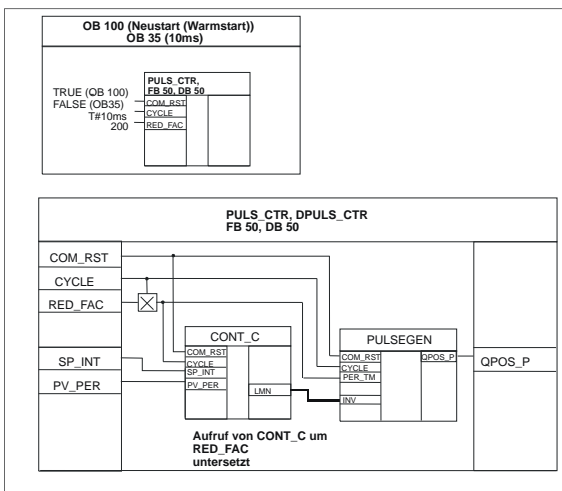 OB 100 (Neustart (Warmstart))
OB 35 (10ms)
PULS_CTR,
FB 50, DB 50
TRUE (OB 100)
FALSE (OB35)
T#10ms
200
COM_RST
CYCLE
RED_FAC
PULS_CTR, DPULS_CTR
FB 50, DB 50
COM_RST
CYCLE
RED_FAC
SP_INT
PV_PER
CONT_C
COM_RST
CYCLE
SP_INT
PV_PER
LMN
PULSEGEN
COM_RST
CYCLE
PER_TM
INV
QPOS_P
QPOS_P
Aufruf von CONT_C um
RED_FAC
untersetzt